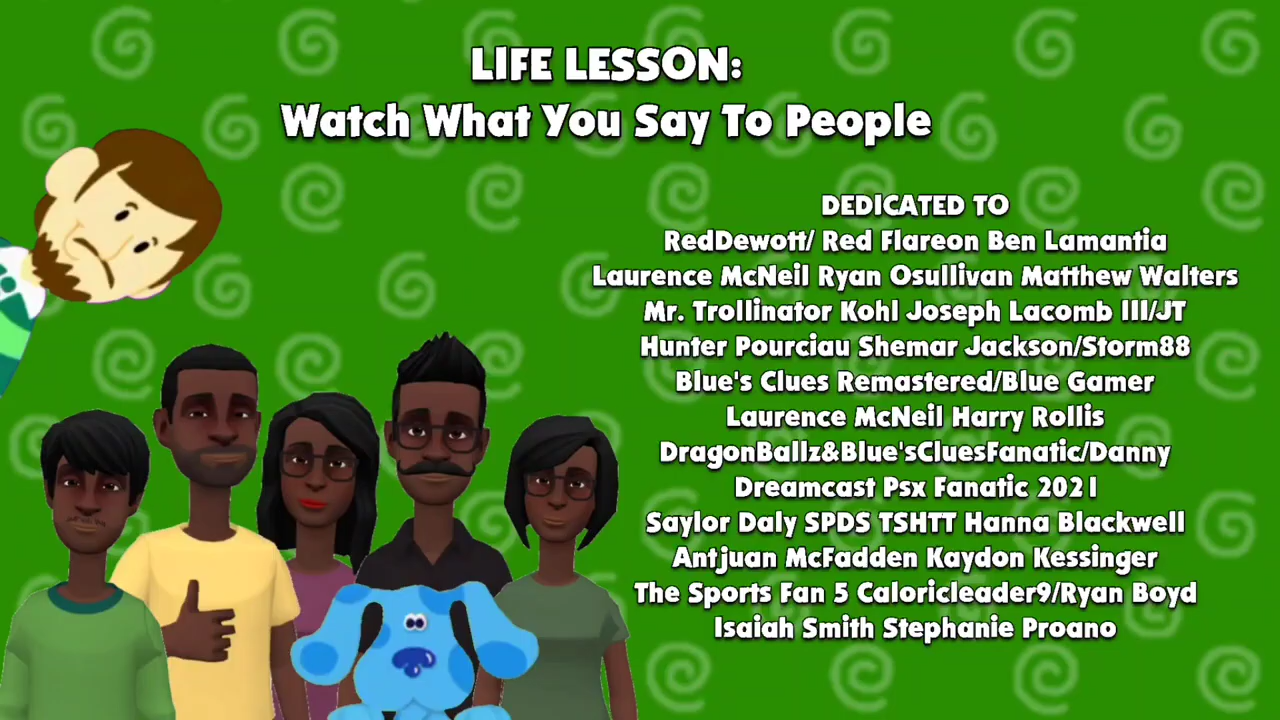 LIFE LESSON:
Watch What You Say To People
DEDICATED TO
RedDewott/ Red Flareon Ben Lamantia
Laurence McNeil Ryan Osullivan Matthew Walters
Mr. Trollinator Kohl Joseph Lacomb III/JT
Hunter Pourciau Shemar Jackson/Storm88
Blue's Clues Remastered/Blue Gamer
Laurence McNeil Harry Rollis
DragonBallz&Blue'sCluesFanatic/Danny
Dreamcast Psx Fanatic 2021
Saylor Daly SPDS TSHTT Hanna Blackwell
Antjuan McFadden Kaydon Kessinger
The Sports Fan 5 Caloricleader9/Ryan Boyd
Isaiah Smith Stephanie Proano